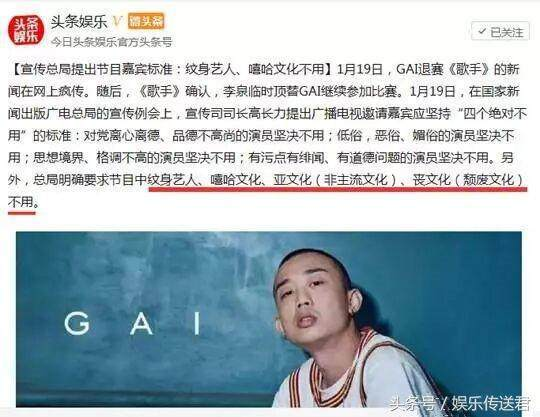 头条
娱乐
头条娱乐 V 微头条
今日头条娱乐官方头条号
✓ 已关注
【宣传总局提出节目嘉宾标准：纹身艺人、嘻哈文化不用】1月19日，GAI退赛《歌手》的新
闻在网上疯传。随后，《歌手》确认，李泉临时顶替GAI继续参加比赛。1月19日，在国家新
闻出版广电总局的宣传例会上，宣传司司长高长力提出广播电视邀请嘉宾应坚持“四个绝对不
用”的标准：对党离心离德、品德不高尚的演员坚决不用；低俗，恶俗、媚俗的演员坚决不
用；思想境界、格调不高的演员坚决不用；有污点有绯闻、有道德问题的演员坚决不用。另
外，总局明确要求节目中纹身艺人、嘻哈文化、亚文化（非主流文化）、丧文化（颓废文化）
不用。
GAI
头条号 / 娱乐传送君